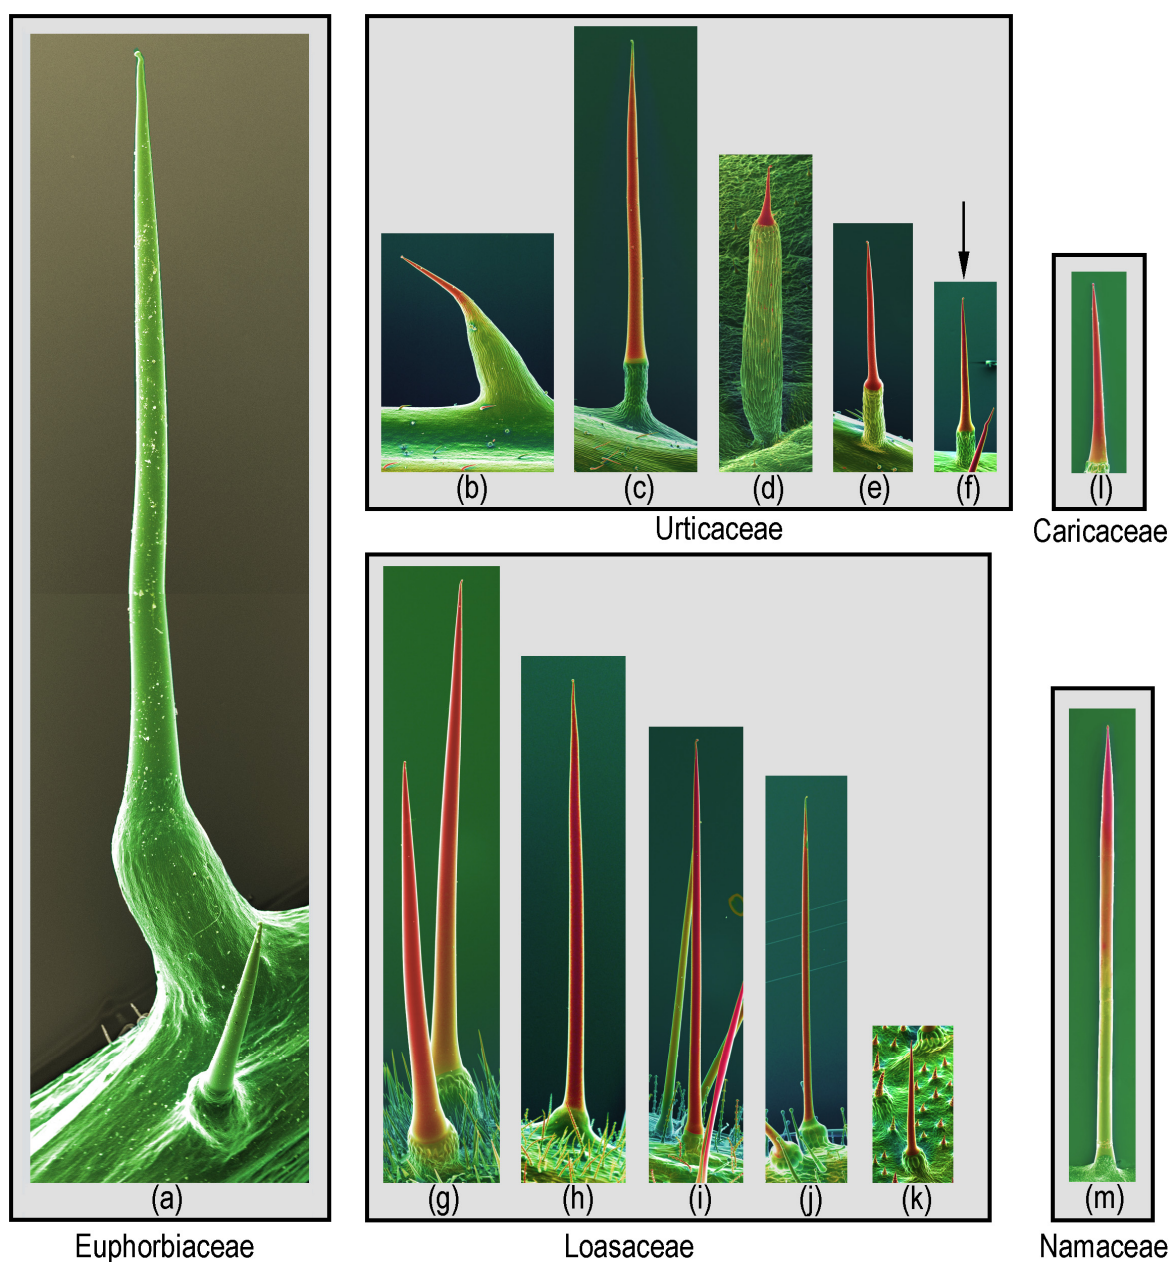 (a)
Euphorbiaceae
(b) (c) (d) (e) (f)
Urticaceae
(l)
Caricaceae
(g) (h) (i) (j) (k)
Loasaceae
(m)
Namaceae